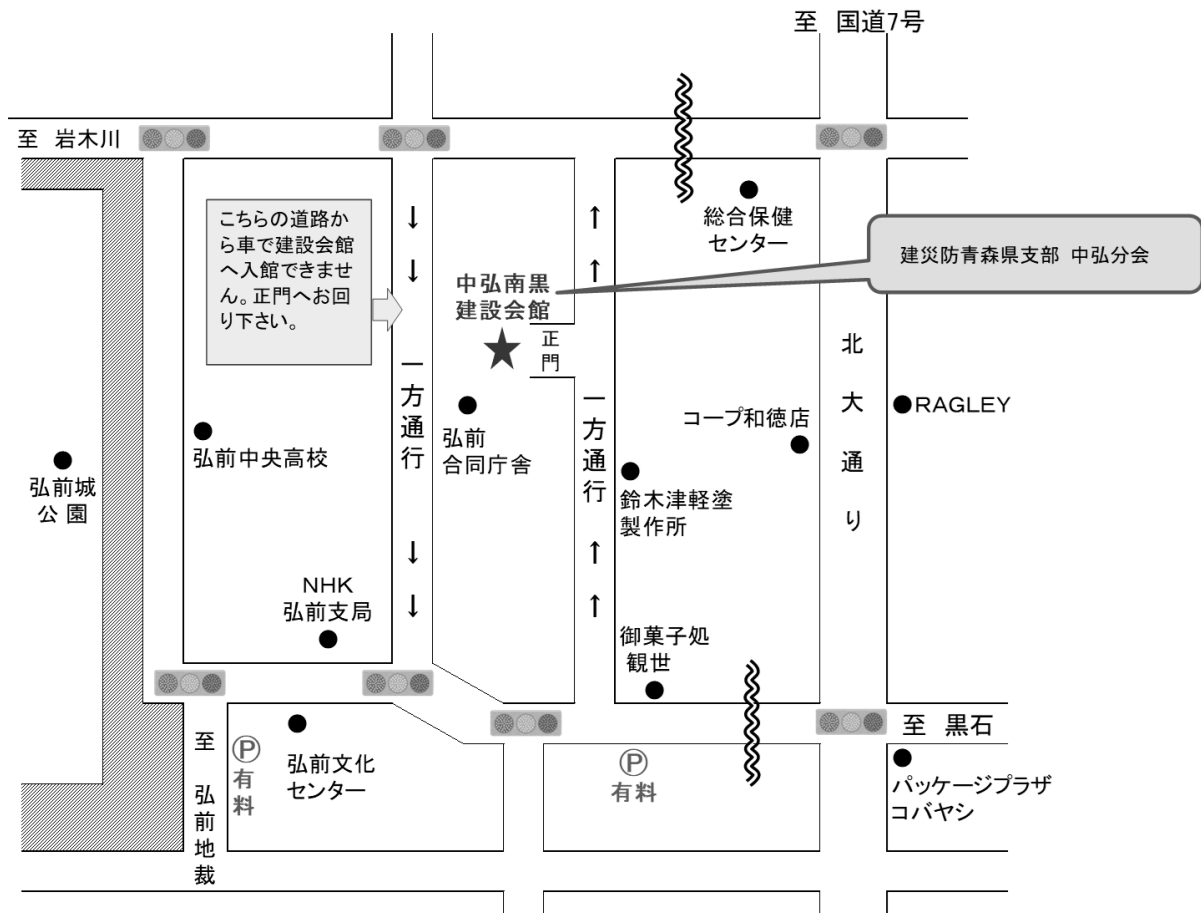 至 国道7号
至 岩木川
こちらの道路か
ら車で建設会館
へ入館できませ
ん。正門へお回
り下さい。
総合保健
センター
建災防青森県支部 中弘分会
中弘南黒
建設会館
正門
一方通行
一方通行
北大通り
弘前
合同庁舎
コープ和徳店
RAGLEY
弘前中央高校
弘前城
公園
鈴木津軽塗
製作所
NHK
弘前支局
御菓子処
観世
至 黒石
至 弘前地裁
P
有料
弘前文化
センター
P
有料
パッケージプラザ
コバヤシ